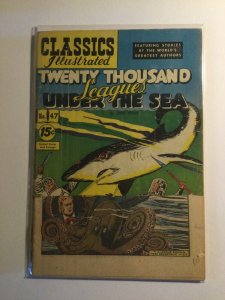 CLASSICS
Illustrated
FEATURING STORIES
BY THE WORLD'S
GREATEST AUTHORS
TWENTY THOUSAND
Leagues
UNDER THE SEA
No. 47
15¢